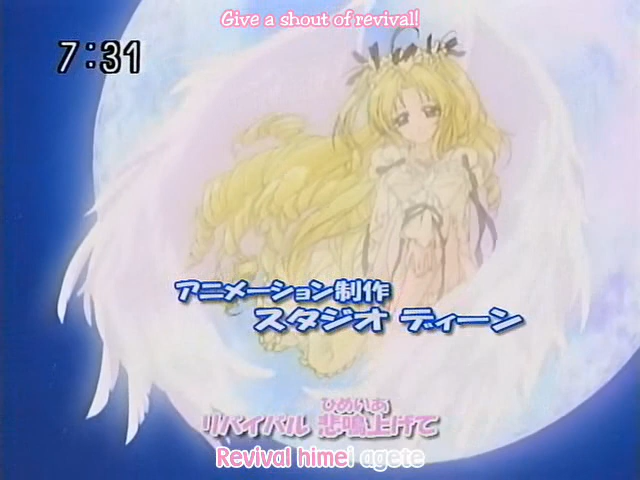 Give a shout of revival!
7:31
アニメーション制作
スタジオ ディーン
ひめいあ
リバイバル 悲鳴上げて
Revival himei agete